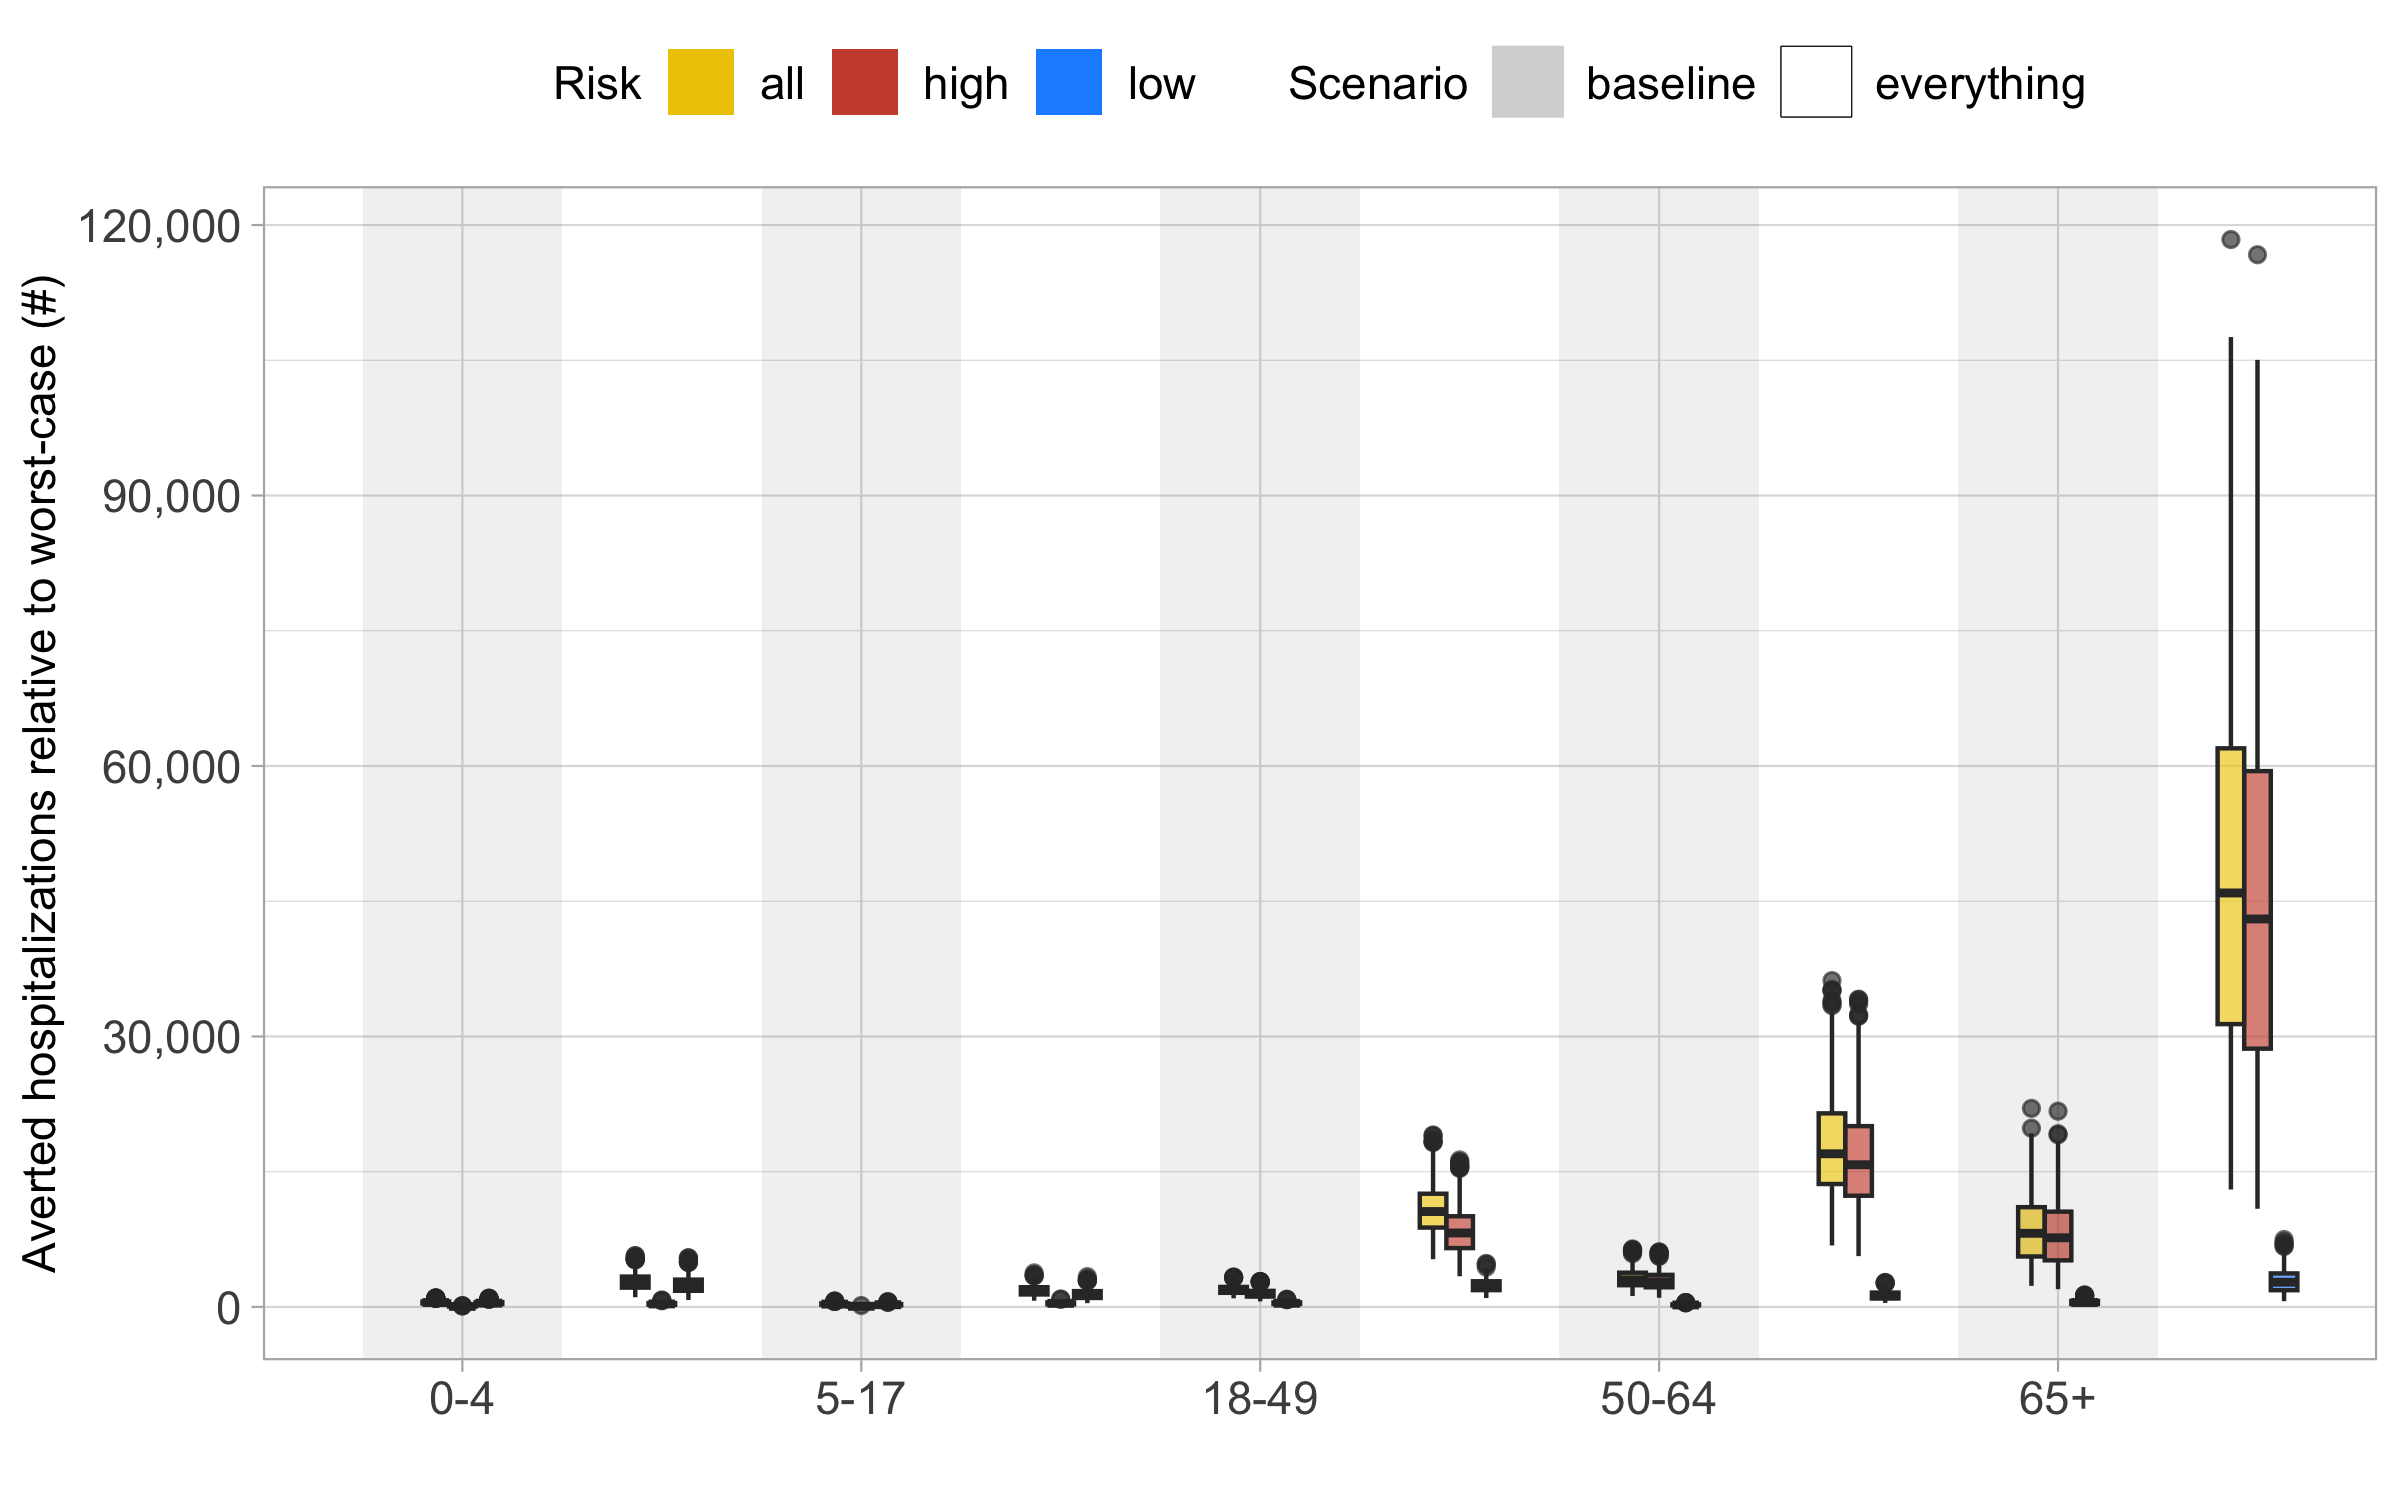 Risk all high low Scenario baseline everything
Averted hospitalizations relative to worst-case (#)
120,000
90,000
60,000
30,000
0
0-4 5-17 18-49 50-64 65+